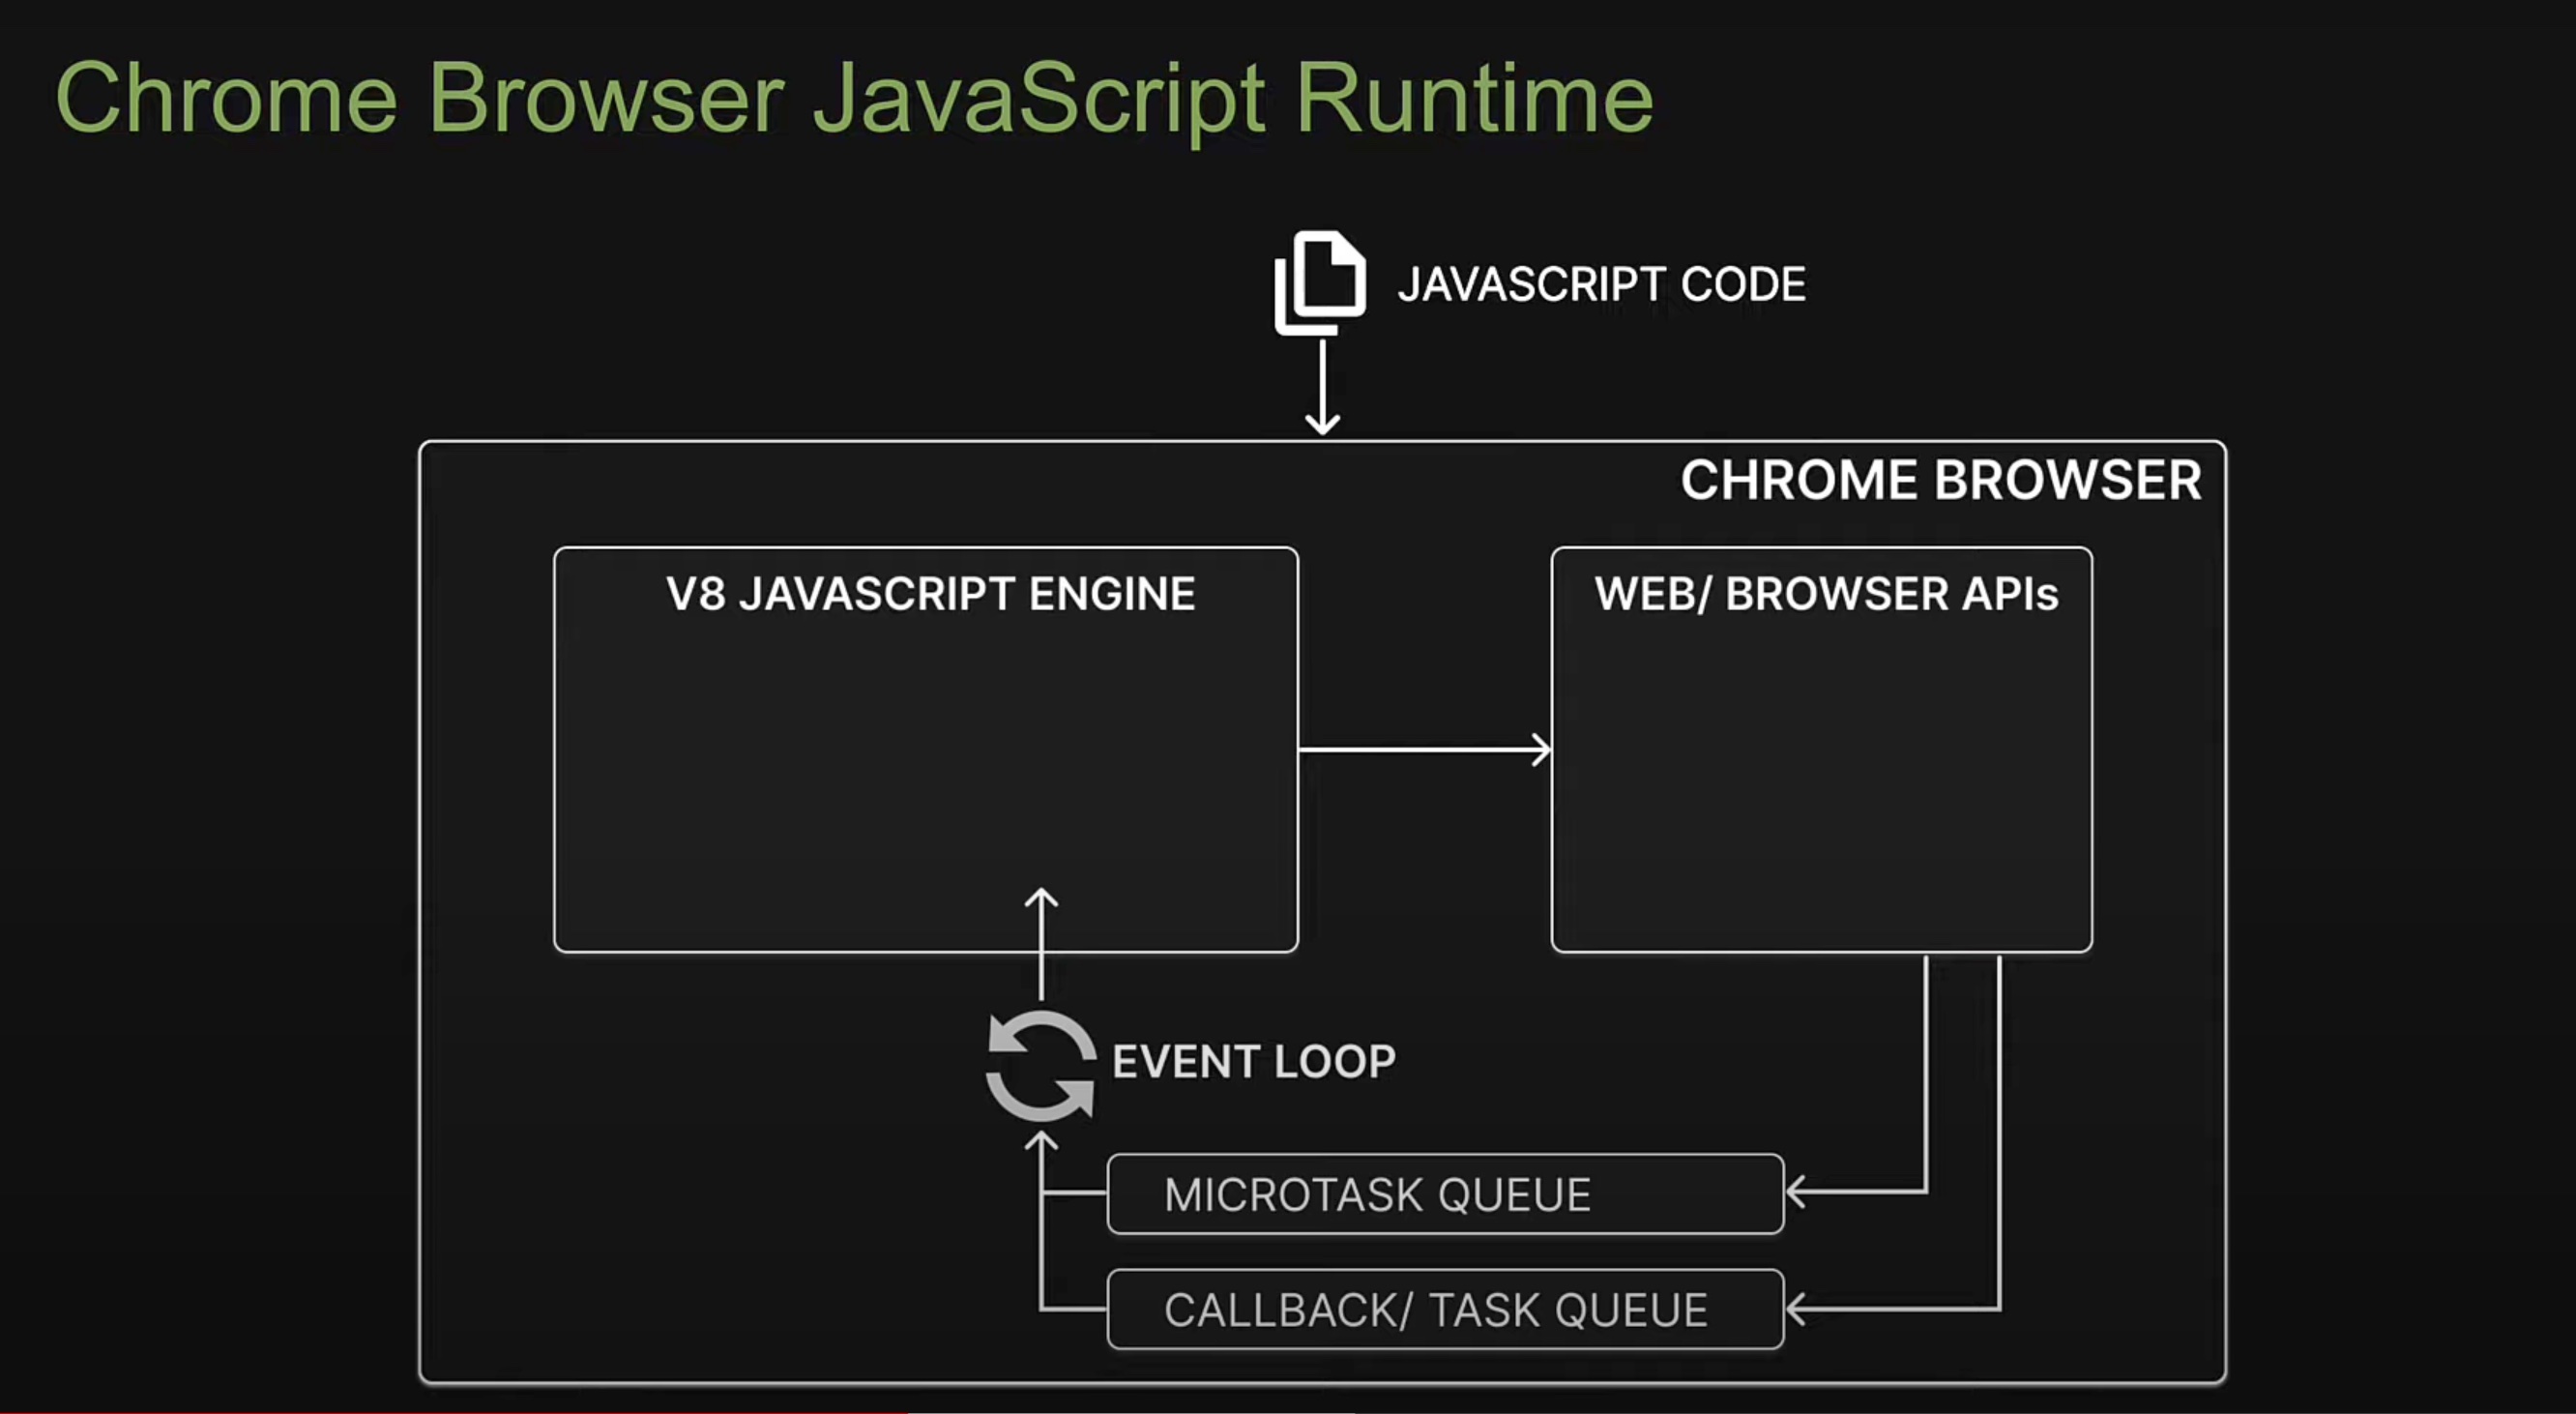 Chrome Browser JavaScript Runtime
JAVASCRIPT CODE
CHROME BROWSER
V8 JAVASCRIPT ENGINE
WEB/ BROWSER APIs
EVENT LOOP
MICROTASK QUEUE
CALLBACK/ TASK QUEUE